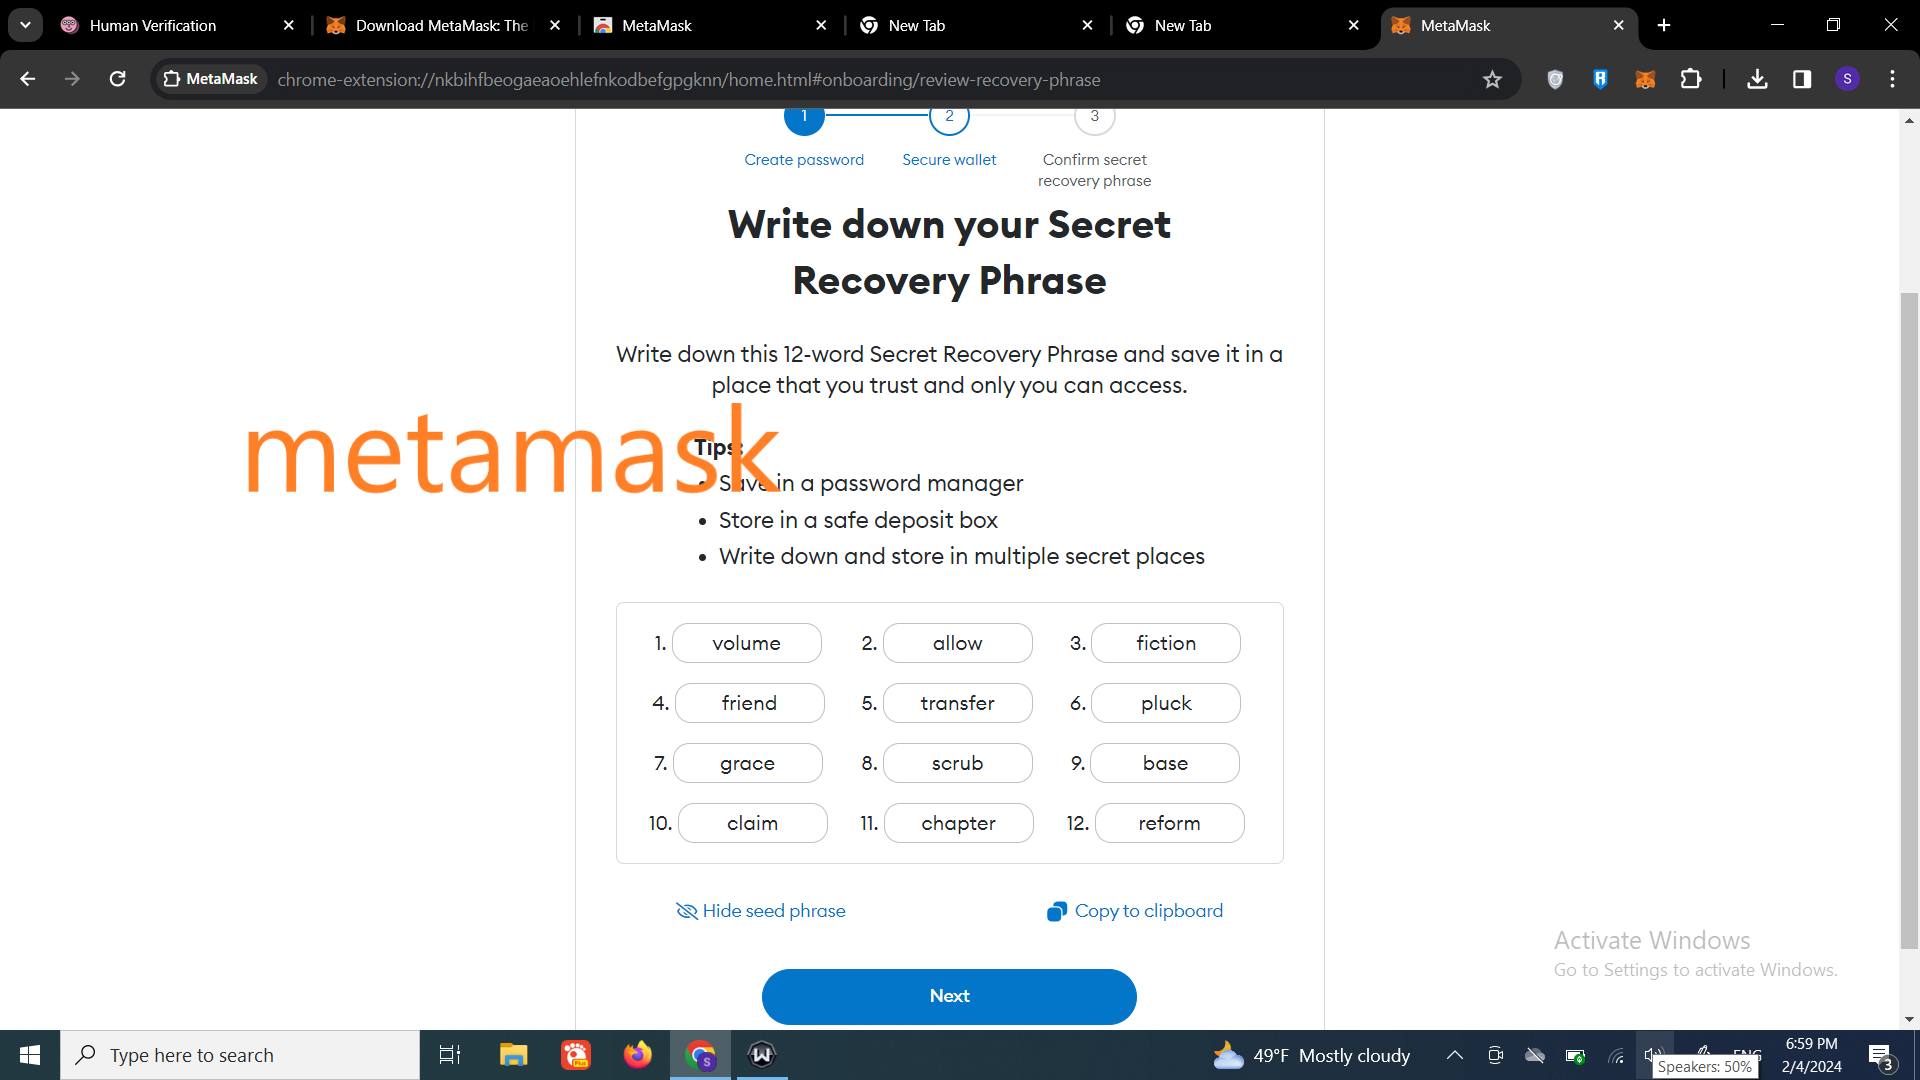 Human Verification
Download MetaMask: The
MetaMask
New Tab
New Tab
MetaMask
MetaMask
chrome-extension://nkbihfbeogaeaoehlefnkodbefgpgknn/home.html#onboarding/review-recovery-phrase
S
1
2
3
Create password
Secure wallet
Confirm secret
recovery phrase
Write down your Secret
Recovery Phrase
Write down this 12-word Secret Recovery Phrase and save it in a
place that you trust and only you can access.
metamask
Tips:
• Save in a password manager
• Store in a safe deposit box
• Write down and store in multiple secret places
1. volume 2. allow 3. fiction
4. friend 5. transfer 6. pluck
7. grace 8. scrub 9. base
10. claim 11. chapter 12. reform
Hide seed phrase
Copy to clipboard
Next
Activate Windows
Go to Settings to activate Windows.
Type here to search
49°F Mostly cloudy
ENG
Speakers: 50%
6:59 PM
2/4/2024
3